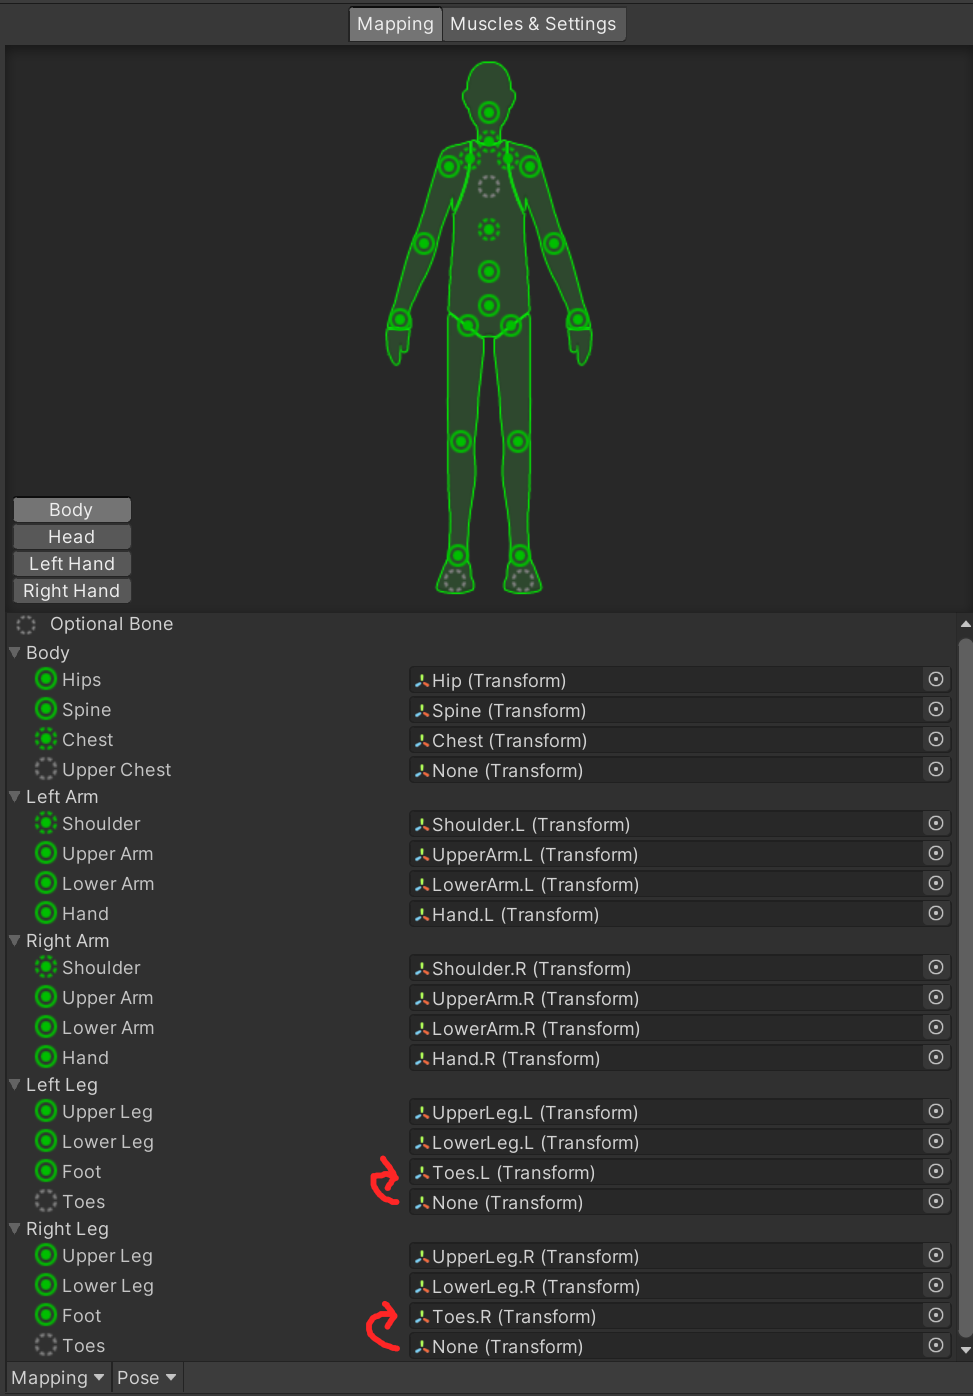 Mapping Muscles & Settings
Body
Head
Left Hand
Right Hand
Optional Bone
Body
Hips Hip (Transform)
Spine Spine (Transform)
Chest Chest (Transform)
Upper Chest None (Transform)
Left Arm
Shoulder Shoulder.L (Transform)
Upper Arm UpperArm.L (Transform)
Lower Arm LowerArm.L (Transform)
Hand Hand.L (Transform)
Right Arm
Shoulder Shoulder.R (Transform)
Upper Arm UpperArm.R (Transform)
Lower Arm LowerArm.R (Transform)
Hand Hand.R (Transform)
Left Leg
Upper Leg UpperLeg.L (Transform)
Lower Leg LowerLeg.L (Transform)
Foot Toes.L (Transform)
Toes None (Transform)
Right Leg
Upper Leg UpperLeg.R (Transform)
Lower Leg LowerLeg.R (Transform)
Foot Toes.R (Transform)
Toes None (Transform)
Mapping Pose